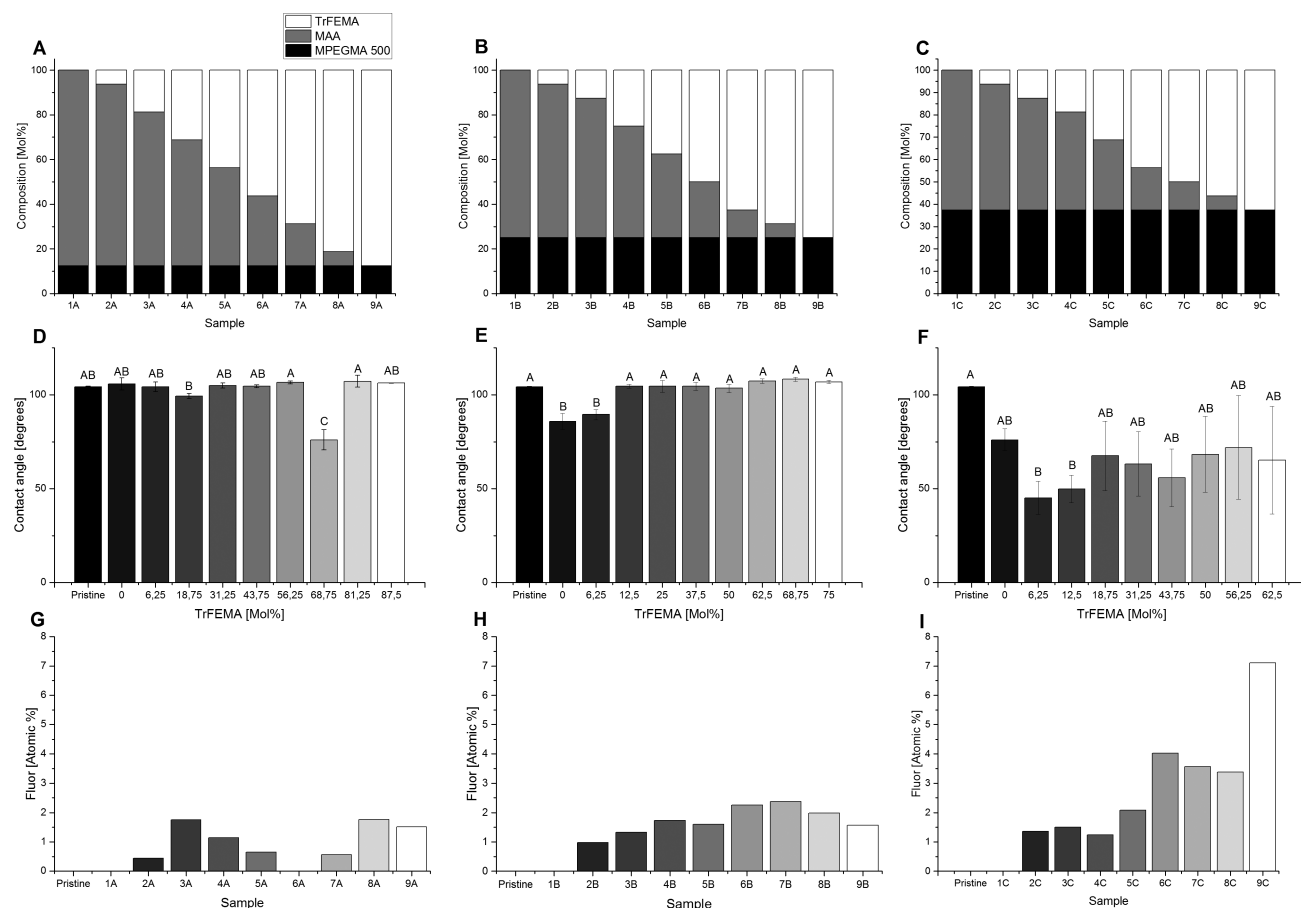 TrFEMA
MAA
MPEGMA 500
A
Composition [Mol%]
100
80
60
40
20
0
1A 2A 3A 4A 5A 6A 7A 8A 9A
Sample
B
Composition [Mol%]
100
80
60
40
20
0
1B 2B 3B 4B 5B 6B 7B 8B 9B
Sample
C
Composition [Mol%]
100
90
80
70
60
50
40
30
20
10
0
1C 2C 3C 4C 5C 6C 7C 8C 9C
Sample
D
Contact angle [degrees]
100
50
0
AB AB AB B AB AB A C A AB
Pristine 0 6,25 18,75 31,25 43,75 56,25 68,75 81,25 87,5
TrFEMA [Mol%]
E
Contact angle [degrees]
100
50
0
A B B A A A A A A A
Pristine 0 6,25 12,5 25 37,5 50 62,5 68,75 75
TrFEMA [Mol%]
F
Contact angle [degrees]
100
50
0
A AB B B AB AB AB AB AB AB
Pristine 0 6,25 12,5 18,75 31,25 43,75 50 56,25 62,5
TrFEMA [Mol%]
G
Fluor [Atomic %]
8
7
6
5
4
3
2
1
0
Pristine 1A 2A 3A 4A 5A 6A 7A 8A 9A
Sample
H
Fluor [Atomic %]
8
7
6
5
4
3
2
1
0
Pristine 1B 2B 3B 4B 5B 6B 7B 8B 9B
Sample
I
Fluor [Atomic %]
8
7
6
5
4
3
2
1
0
Pristine 1C 2C 3C 4C 5C 6C 7C 8C 9C
Sample